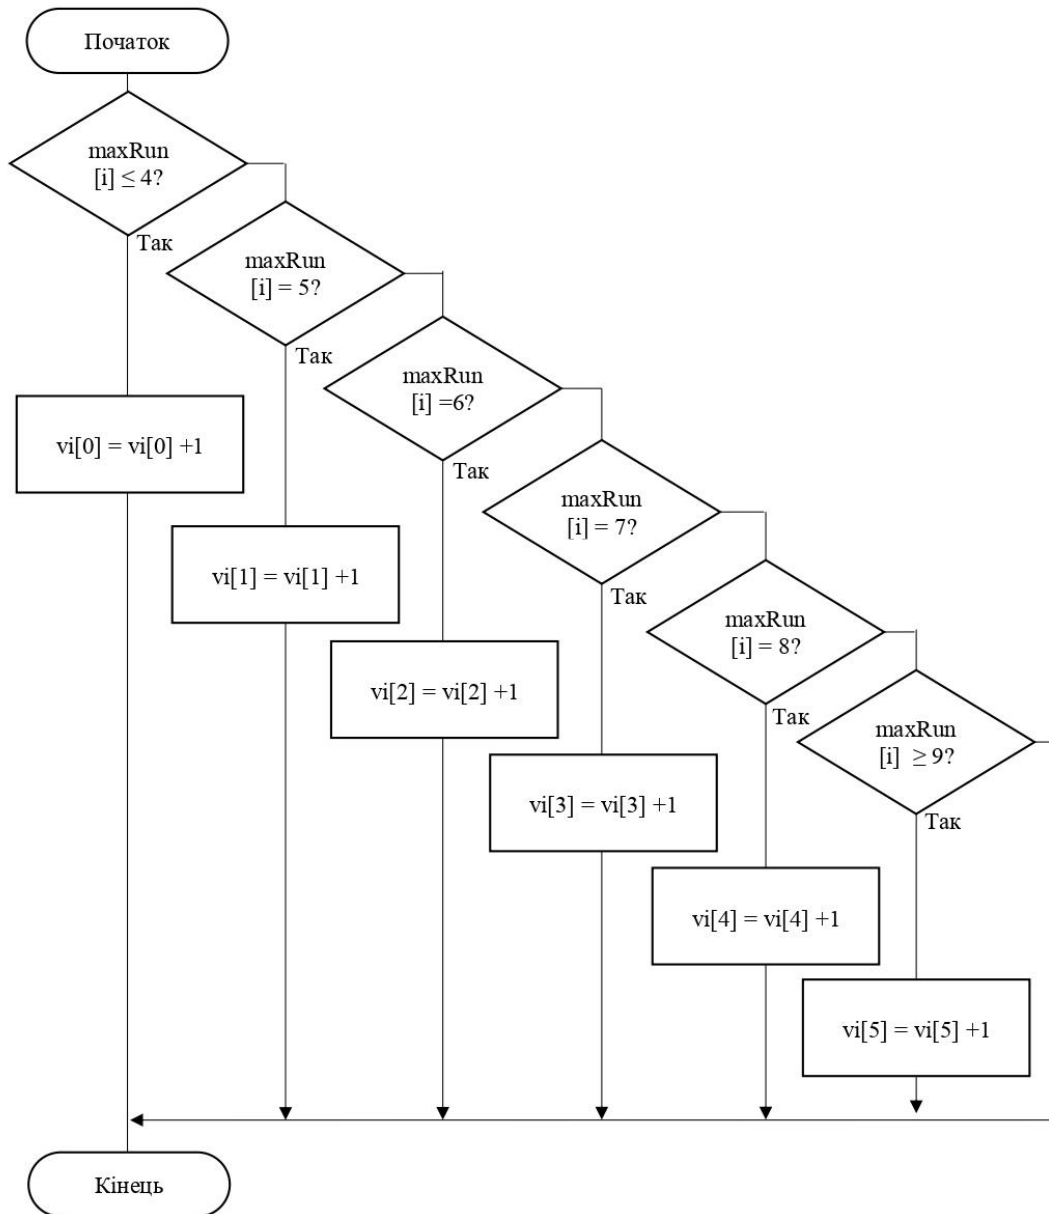 Початок
maxRun
[i] ≤ 4?
Так
maxRun
[i] = 5?
Так
maxRun
[i] =6?
Так
vi[0] = vi[0] +1
maxRun
[i] = 7?
Так
vi[1] = vi[1] +1
maxRun
[i] = 8?
Так
vi[2] = vi[2] +1
maxRun
[i] ≥ 9?
Так
vi[3] = vi[3] +1
vi[4] = vi[4] +1
vi[5] = vi[5] +1
Кінець